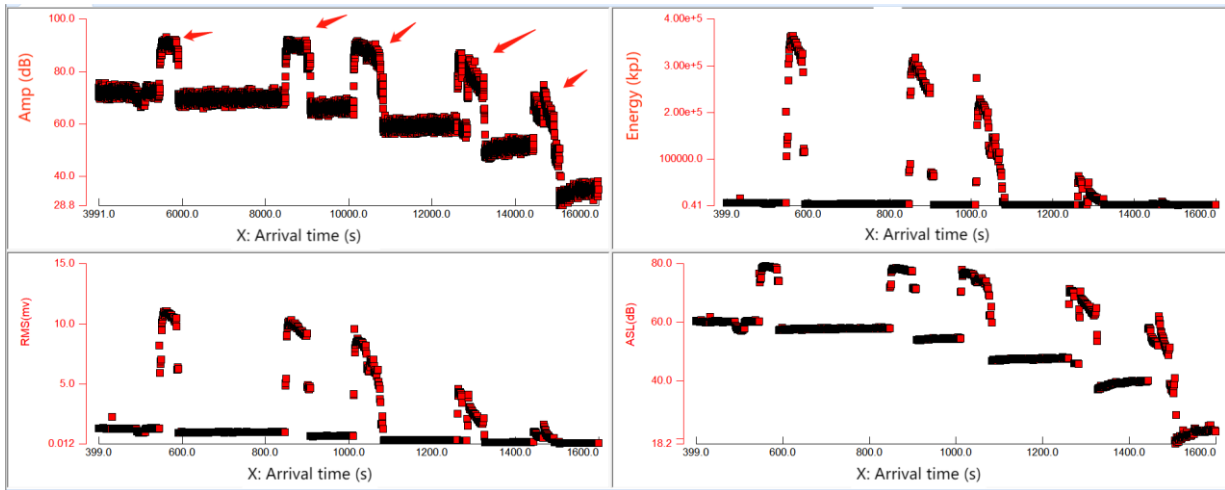 100.0
80.0
60.0
40.0
28.8
Amp (dB)
3991.0 6000.0 8000.0 10000.0 12000.0 14000.0 16000.0
X: Arrival time (s)
4.00e+5
3.00e+5
2.00e+5
100000.0
0.41
Energy (kpJ)
399.0 600.0 800.0 1000.0 1200.0 1400.0 1600.0
X: Arrival time (s)
15.0
10.0
5.0
0.012
RMS(mv)
399.0 600.0 800.0 1000.0 1200.0 1400.0 1600.0
X: Arrival time (s)
80.0
60.0
40.0
18.2
ASL(dB)
399.0 600.0 800.0 1000.0 1200.0 1400.0 1600.0
X: Arrival time (s)